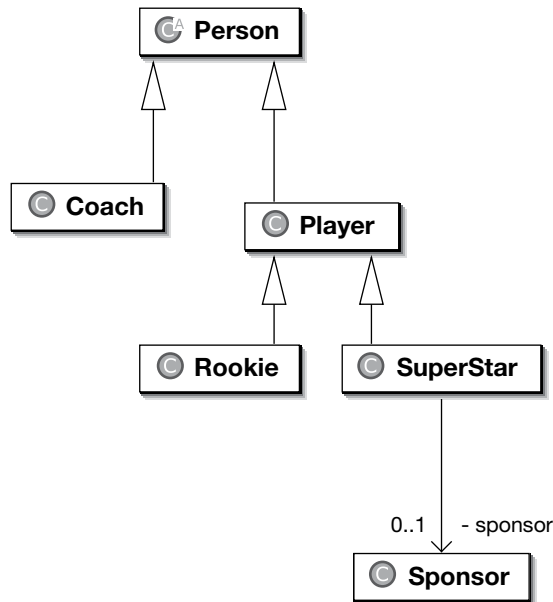 A
C Person
C Coach
C Player
C Rookie
C SuperStar
0..1 - sponsor
C Sponsor